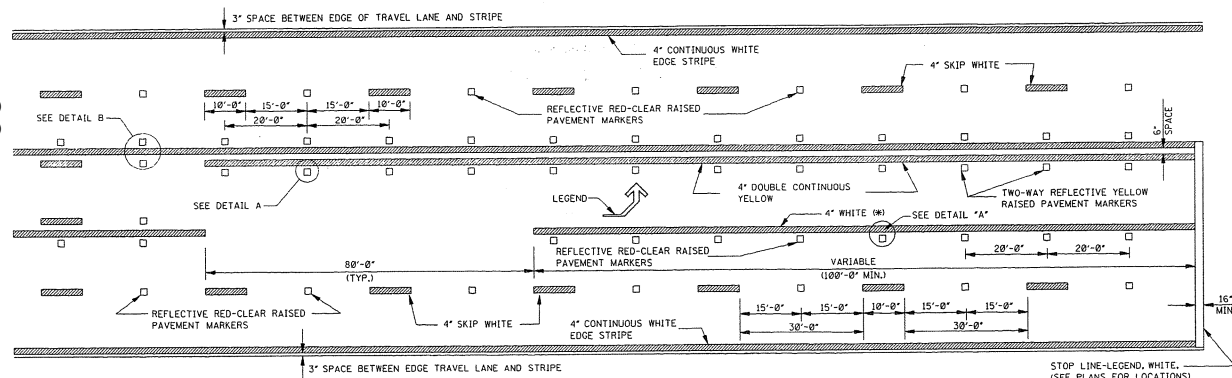 3" SPACE BETWEEN EDGE OF TRAVEL LANE AND STRIPE
4" CONTINUOUS WHITE
EDGE STRIPE
4" SKIP WHITE
10'-0" 15'-0" 15'-0" 10'-0"
20'-0" 20'-0"
REFLECTIVE RED-CLEAR RAISED
PAVEMENT MARKERS
SEE DETAIL B
6"
SPACE
SEE DETAIL A
LEGEND
4" DOUBLE CONTINUOUS
YELLOW
TWO-WAY REFLECTIVE YELLOW
RAISED PAVEMENT MARKERS
4" WHITE (*)
SEE DETAIL "A"
REFLECTIVE RED-CLEAR RAISED
PAVEMENT MARKERS
20'-0" 20'-0"
80'-0"
(TYP.)
VARIABLE
(100'-0" MIN.)
REFLECTIVE RED-CLEAR RAISED
PAVEMENT MARKERS
4" SKIP WHITE
4" CONTINUOUS WHITE
EDGE STRIPE
15'-0" 15'-0" 10'-0" 15'-0" 15'-0"
30'-0" 30'-0"
16"
MIN
3" SPACE BETWEEN EDGE TRAVEL LANE AND STRIPE
STOP LINE-LEGEND, WHITE,
(SEE PLANS FOR LOCATIONS)